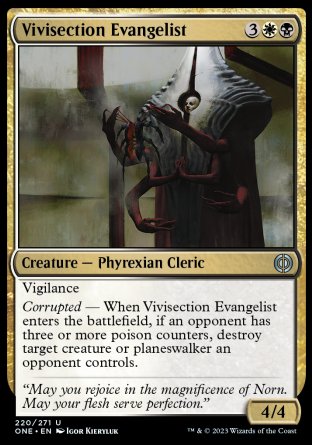 Vivisection Evangelist 3
Creature — Phyrexian Cleric
Vigilance
Corrupted — When Vivisection Evangelist
enters the battlefield, if an opponent has
three or more poison counters, destroy
target creature or planeswalker an
opponent controls.
“May you rejoice in the magnificence of Norn.
May your flesh serve perfection.”
4/4
220/271 U
ONE • EN Igor Kieryluk
™ & © 2023 Wizards of the Coast